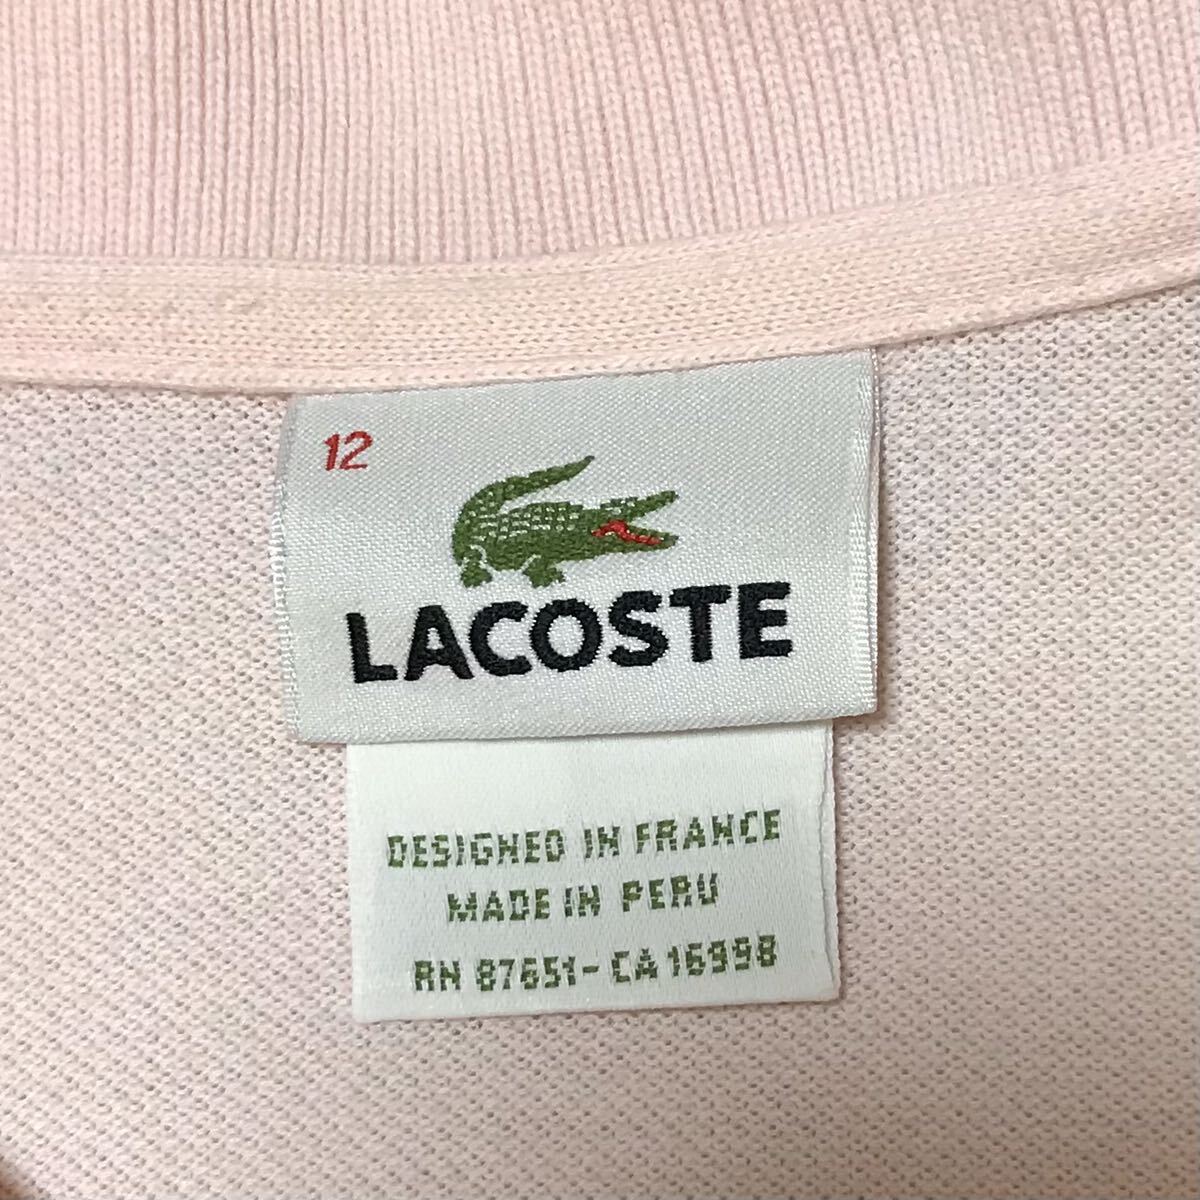 12
LACOSTE
DESIGNED IN FRANCE
MADE IN PERU
RN 87651-CA 16998